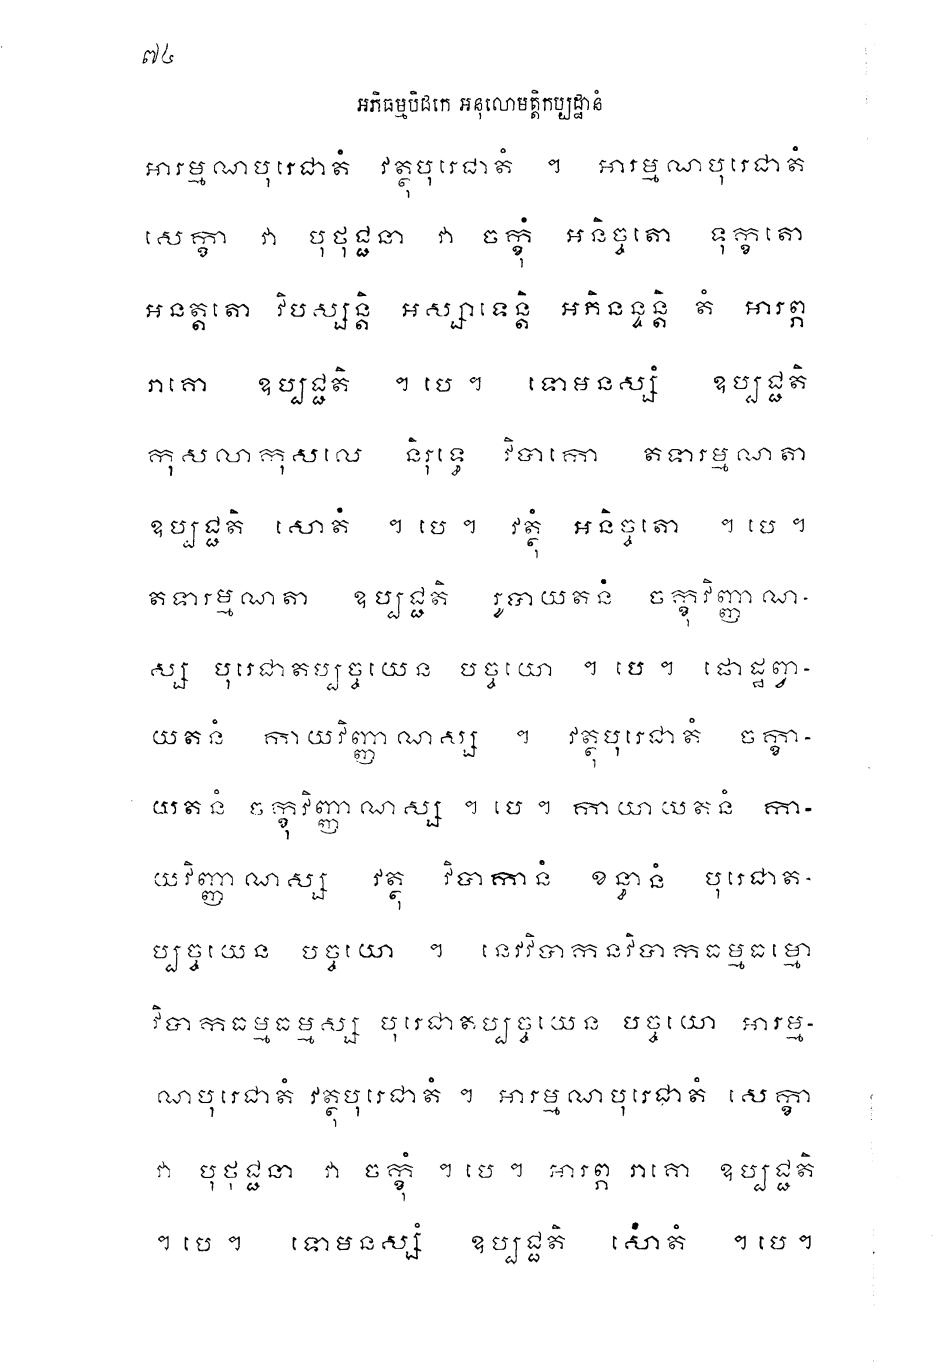 ៧៤
អភិធម្មបិដកេ អនុលោមត្តិកប្បដ្ឋានំ
អារម្មណបុរេជាតំ វត្ថុបុរេជាតំ ។ អារម្មណបុរេជាតំ
សេក្ខា វា បុថុជ្ជនា វា ចក្ខុំ អនិច្ចតោ ទុក្ខតោ
អនត្តតោ វិបស្សន្តិ អស្សាទេន្តិ អភិនន្ទន្តិ តំ អារព្ភ
រាគោ ឧប្បជ្ជតិ ។ បេ ។ ទោមនស្សំ ឧប្បជ្ជតិ
កុសលាកុសលេ និរុទ្ធេ វិបាកោ តទារម្មណតា
ឧប្បជ្ជតិ សោតំ ។ បេ ។ វត្ថុំ អនិច្ចតោ ។ បេ ។
តទារម្មណតា ឧប្បជ្ជតិ រូបាយតនំ ចក្ខុវិញ្ញាណ-
ស្ស បុរេជាតប្បច្ចយេន បច្ចយោ ។ បេ ។ ផោដ្ឋព្វា-
យតនំ កាយវិញ្ញាណស្ស ។ វត្ថុបុរេជាតំ ចក្ខា-
យតនំ ចក្ខុវិញ្ញាណស្ស ។ បេ ។ កាយាយតនំ កា-
យវិញ្ញាណស្ស វត្ថុ វិបាកានំ ខន្ធានំ បុរេជាត-
ប្បច្ចយេន បច្ចយោ ។ នេវវិបាកនវិបាកធម្មធម្មោ
វិបាកធម្មធម្មស្ស បុរេជាតប្បច្ចយេន បច្ចយោ អារម្ម-
ណបុរេជាតំ វត្ថុបុរេជាតំ ។ អារម្មណបុរេជាតំ សេក្ខា
វា បុថុជ្ជនា វា ចក្ខុំ ។ បេ ។ អារព្ភ រាគោ ឧប្បជ្ជតិ
។ បេ ។ ទោមនស្សំ ឧប្បជ្ជតិ សោតំ ។ បេ ។